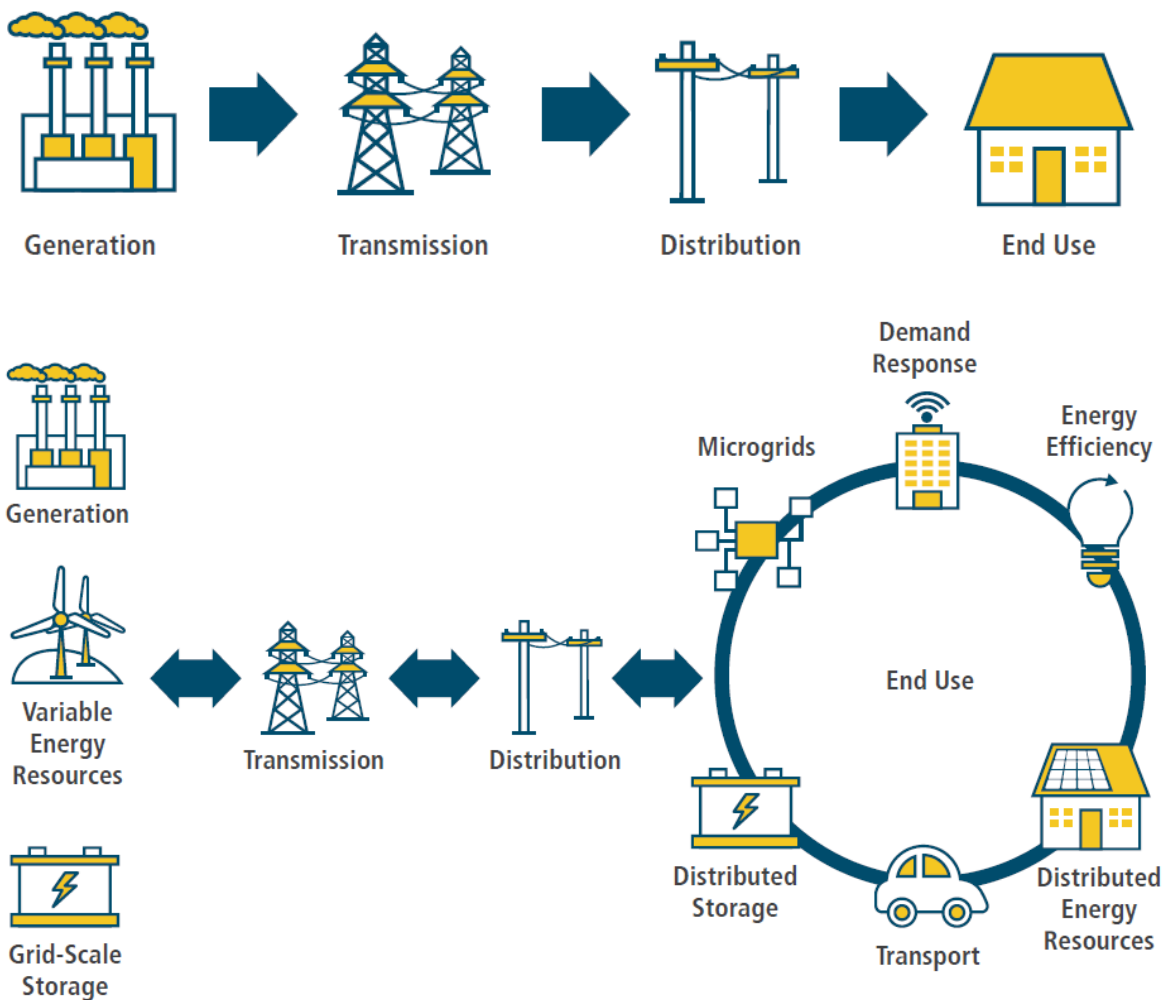 Generation
Transmission
Distribution
End Use
Demand
Response
Energy
Efficiency
Microgrids
Generation
Variable
Energy
Resources
Transmission
Distribution
End Use
Distributed
Storage
Transport
Distributed
Energy
Resources
Grid-Scale
Storage